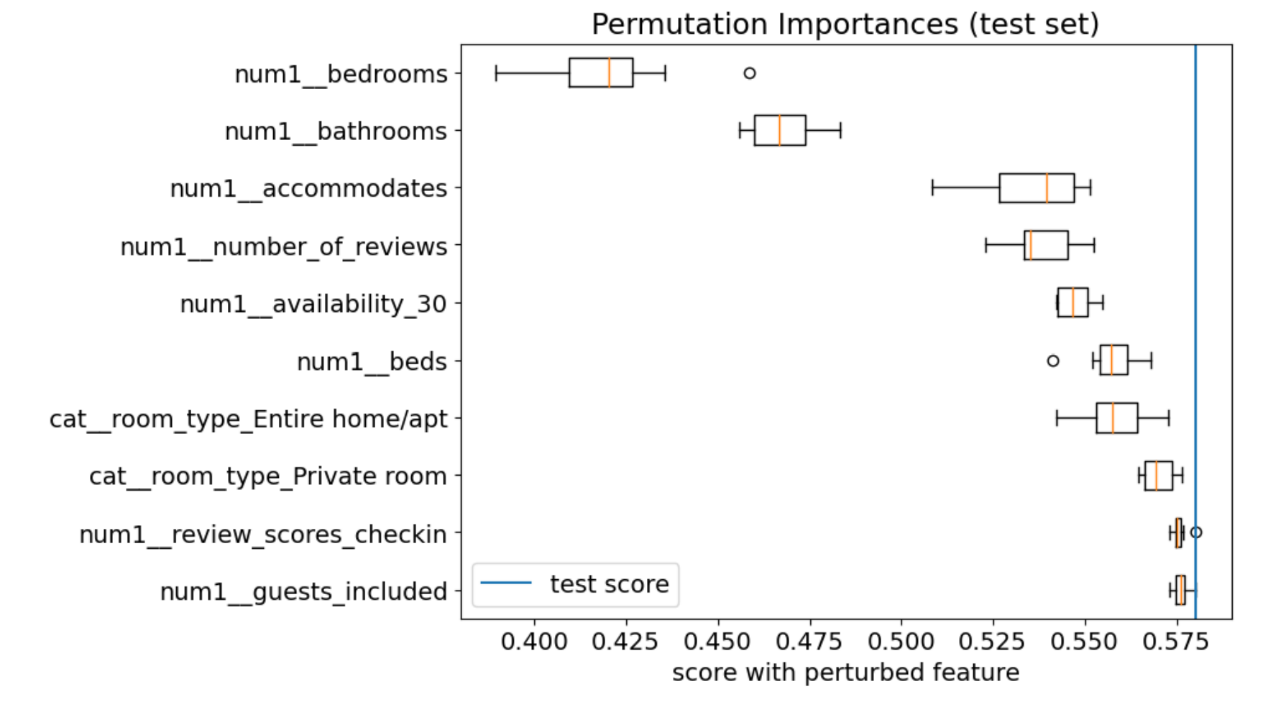 Permutation Importances (test set)
num1__bedrooms
num1__bathrooms
num1__accommodates
num1__number_of_reviews
num1__availability_30
num1__beds
cat__room_type_Entire home/apt
cat__room_type_Private room
num1__review_scores_checkin
num1__guests_included
test score
0.400 0.425 0.450 0.475 0.500 0.525 0.550 0.575
score with perturbed feature